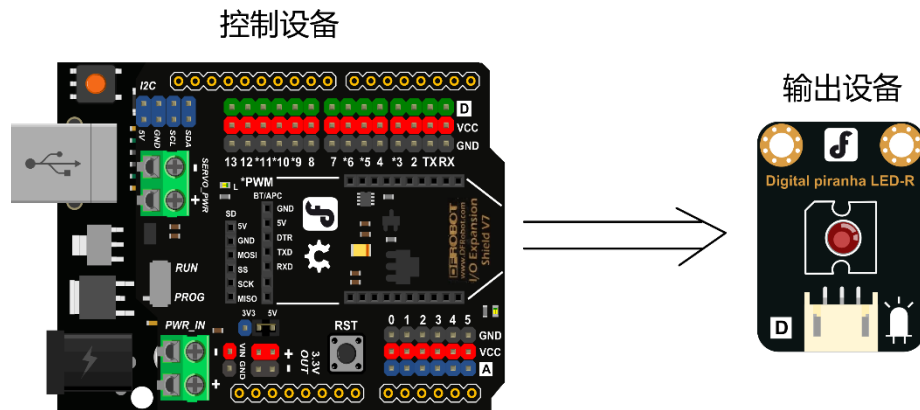 控制设备
输出设备
I2C
5V
GND
SCL
SDA
D
VCC
GND
13 12 *11 *10 *9 8 7 *6 *5 4 *3 2 TX RX
SERVO_PWR
-
+
L
*PWM
BT/APC
SD
5V
GND
MOSI
SS
SCK
MISO
GND
5V
DTR
TXD
RXD
DFROBOT
www.DFRobot.com
I/O Expansion
Shield V7
RUN
PROG
PWR_IN
-
+
3V3
5V
VIN
GND
+
-
3.3V
OUT
RST
0 1 2 3 4 5
GND
VCC
A
Digital piranha LED-R
D